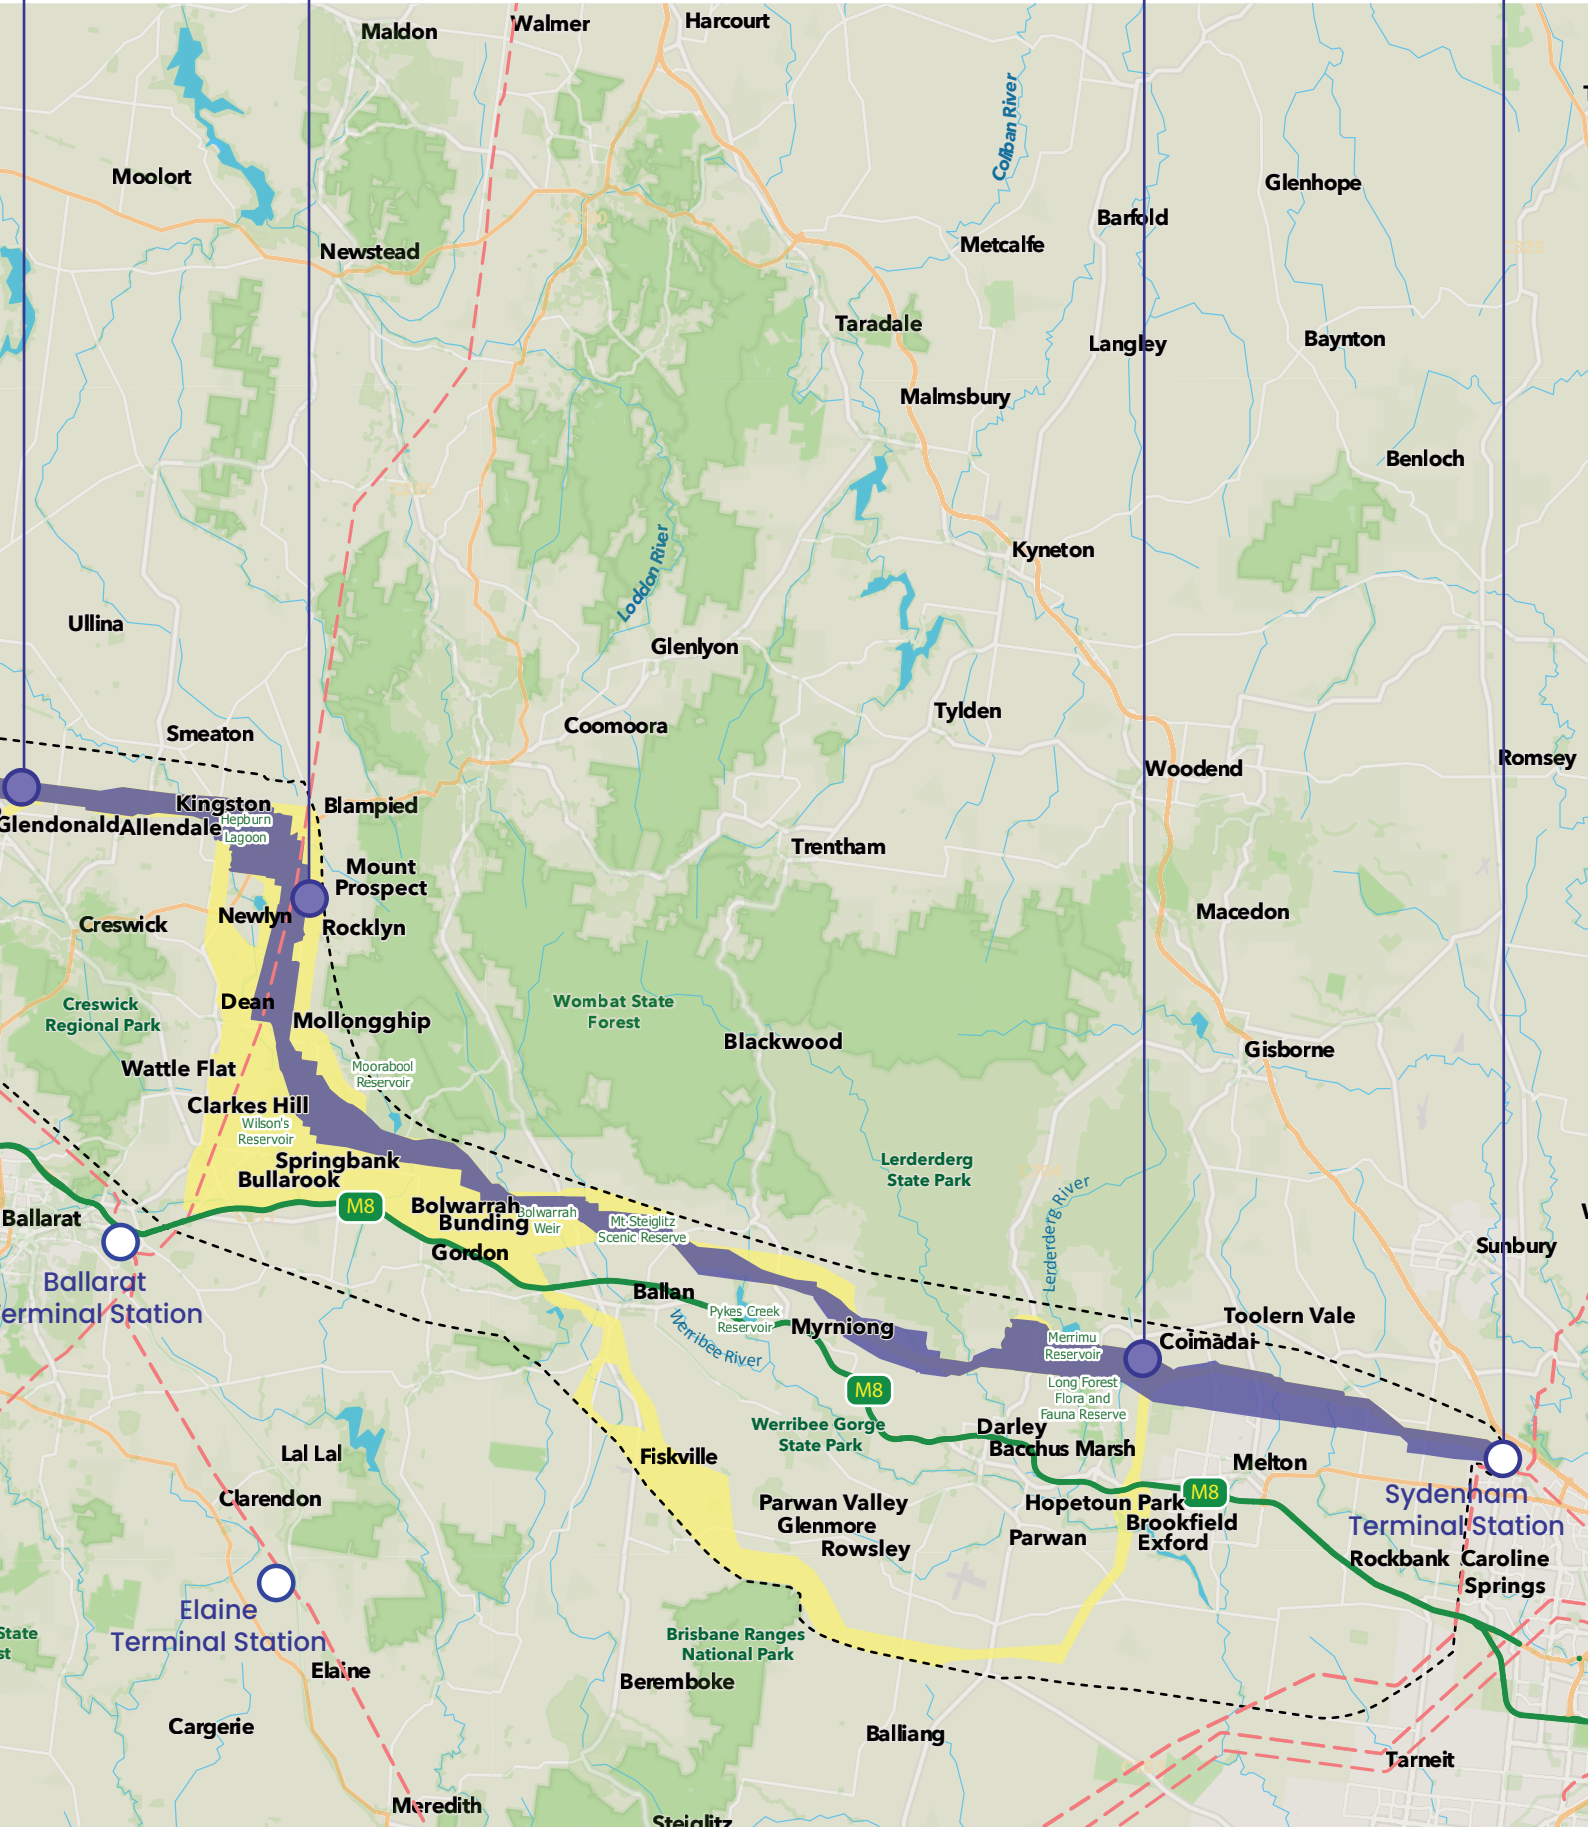 Maldon
Walmer
Harcourt
Coliban River
Moolort
Glenhope
Barfold
Metcalfe
Newstead
Taradale
Langley
Baynton
Malmsbury
Benloch
Kyneton
Loddon River
Ullina
Glenlyon
Tylden
Coomoora
Smeaton
Romsey
Woodend
Kingston
Blampied
Glendonald
Allendale
Hepburn
Lagoon
Trentham
Mount
Prospect
Newlyn
Macedon
Creswick
Rocklyn
Dean
Creswick
Regional Park
Wombat State
Forest
Mollongghip
Blackwood
Gisborne
Wattle Flat
Moorabool
Reservoir
Clarkes Hill
Wilson's
Reservoir
Springbank
Bullarook
Lerderderg
State Park
Lerderderg River
M8
Bolwarrah
Bolwarrah
Weir
Bunding
Mt Steiglitz
Scenic Reserve
Ballarat
Gordon
Sunbury
Ballarat
Terminal Station
Ballan
Pykes Creek
Reservoir
Werribee River
Myrniong
Toolern Vale
Merrimu
Reservoir
Coimadai
M8
Long Forest
Flora and
Fauna Reserve
Werribee Gorge
State Park
Darley
Bacchus Marsh
Lal Lal
Fiskville
Melton
Clarendon
Parwan Valley
Glenmore
Rowsley
Hopetoun Park
M8
Brookfield
Exford
Parwan
Sydenham
Terminal Station
Rockbank
Caroline
Springs
Elaine
Terminal Station
State
Brisbane Ranges
National Park
Elaine
Beremboke
Cargerie
Balliang
Tarneit
Meredith
Steiglitz